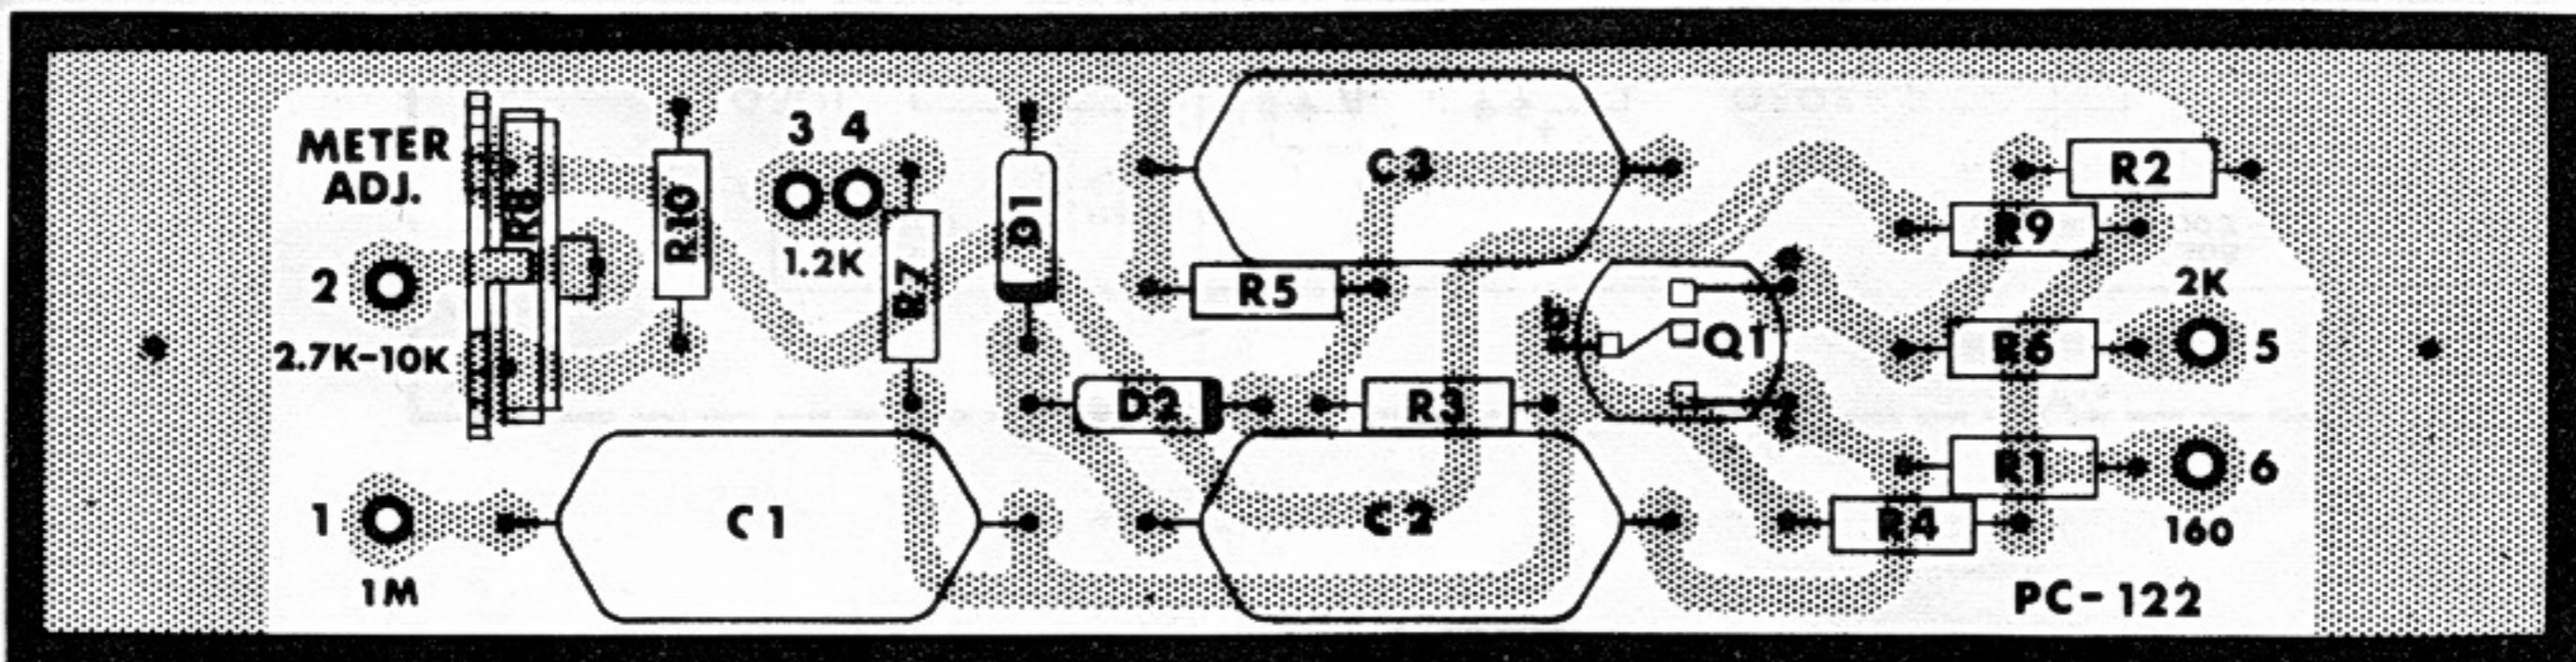 METER
ADJ.
R8
R10
3 4
1.2K
R7
D1
C3
R2
R9
2
2.7K-10K
R5
b
Q1
2K
R6
5
D2
R3
1
1M
C1
C2
R1
6
R4
160
PC-122